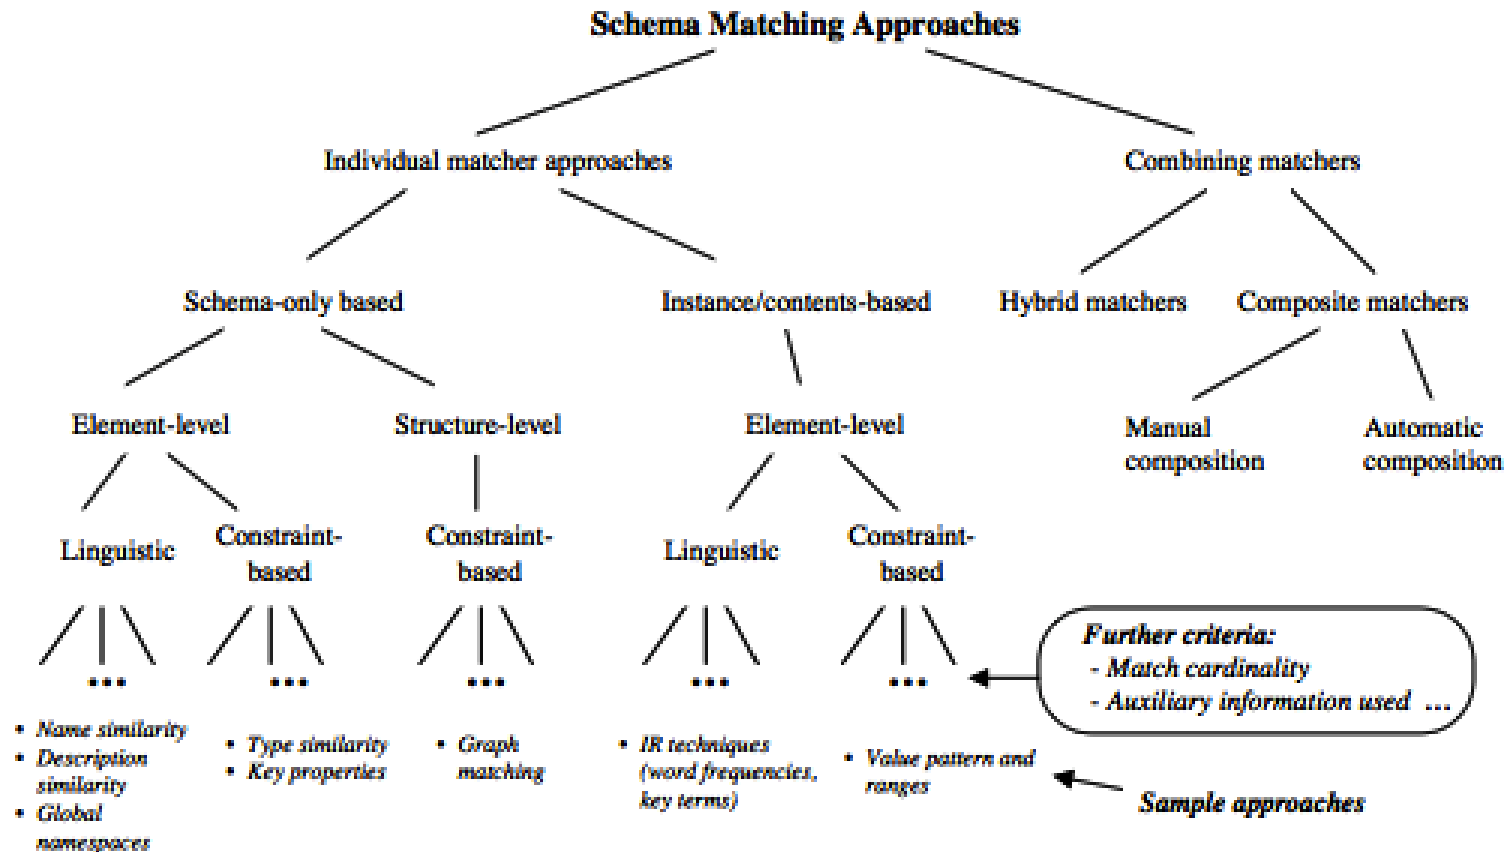 Schema Matching Approaches
Individual matcher approaches
Combining matchers
Schema-only based
Instance/contents-based
Hybrid matchers
Composite matchers
Element-level
Structure-level
Element-level
Manual
composition
Automatic
composition
Linguistic
Constraint-
based
Constraint-
based
Linguistic
Constraint-
based
...
...
...
...
...
Further criteria:
- Match cardinality
- Auxiliary information used ...
• Name similarity
• Description
similarity
• Global
namespaces
• Type similarity
• Key properties
• Graph
matching
• IR techniques
(word frequencies,
key terms)
• Value pattern and
ranges
Sample approaches